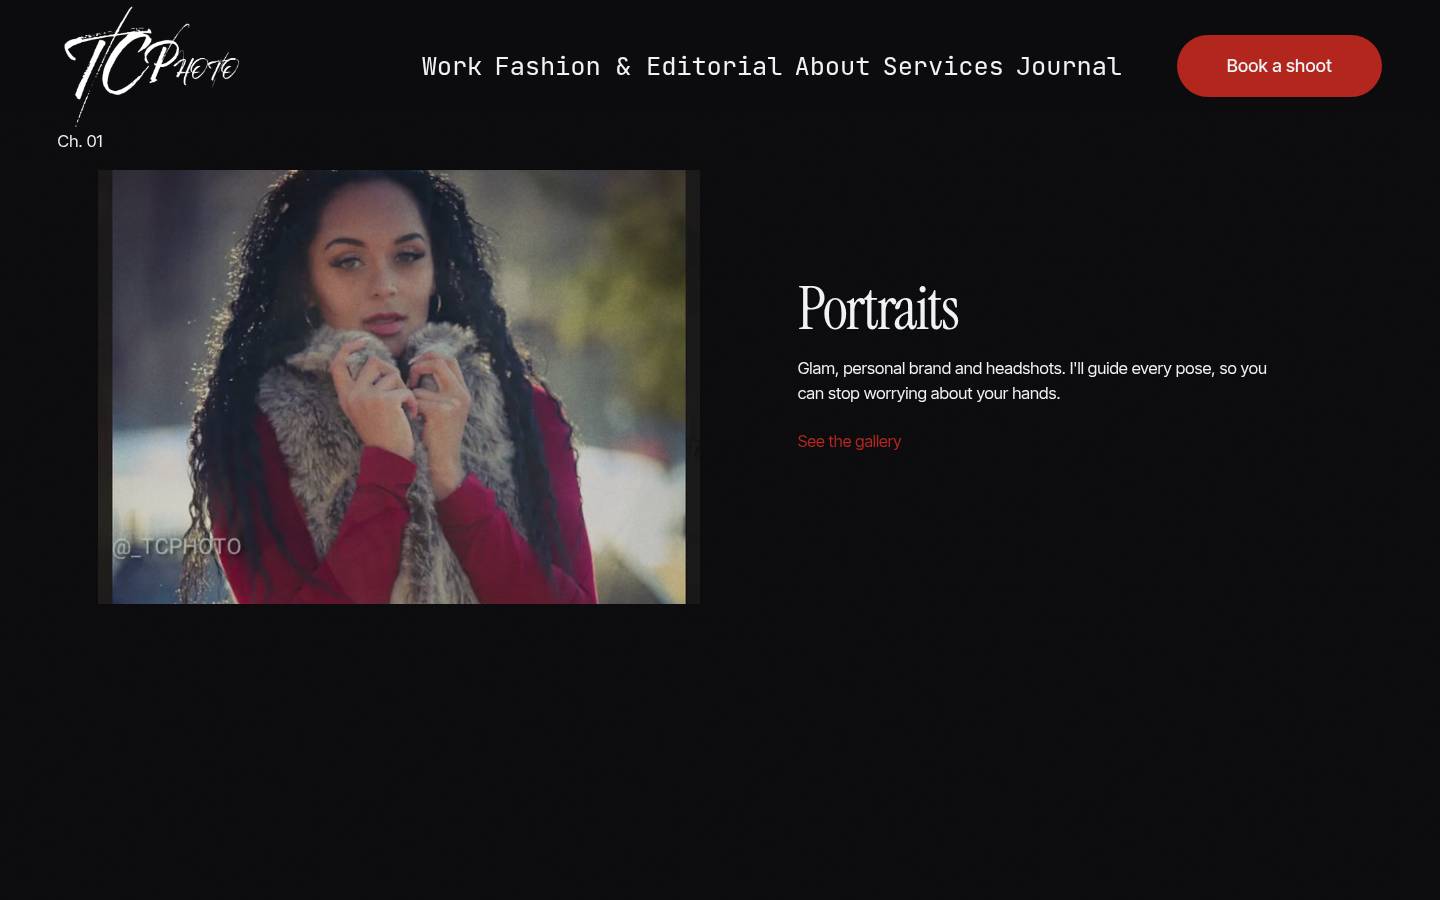 TCPHOTO
Work Fashion & Editorial About Services Journal
Book a shoot
Ch. 01
@_TCPHOTO
Portraits
Glam, personal brand and headshots. I'll guide every pose, so you
can stop worrying about your hands.
See the gallery